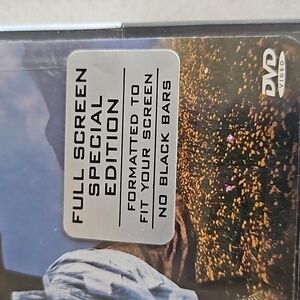 FULL SCREEN
SPECIAL
EDITION
FORMATTED TO
FIT YOUR SCREEN
NO BLACK BARS
DVD
VIDEO